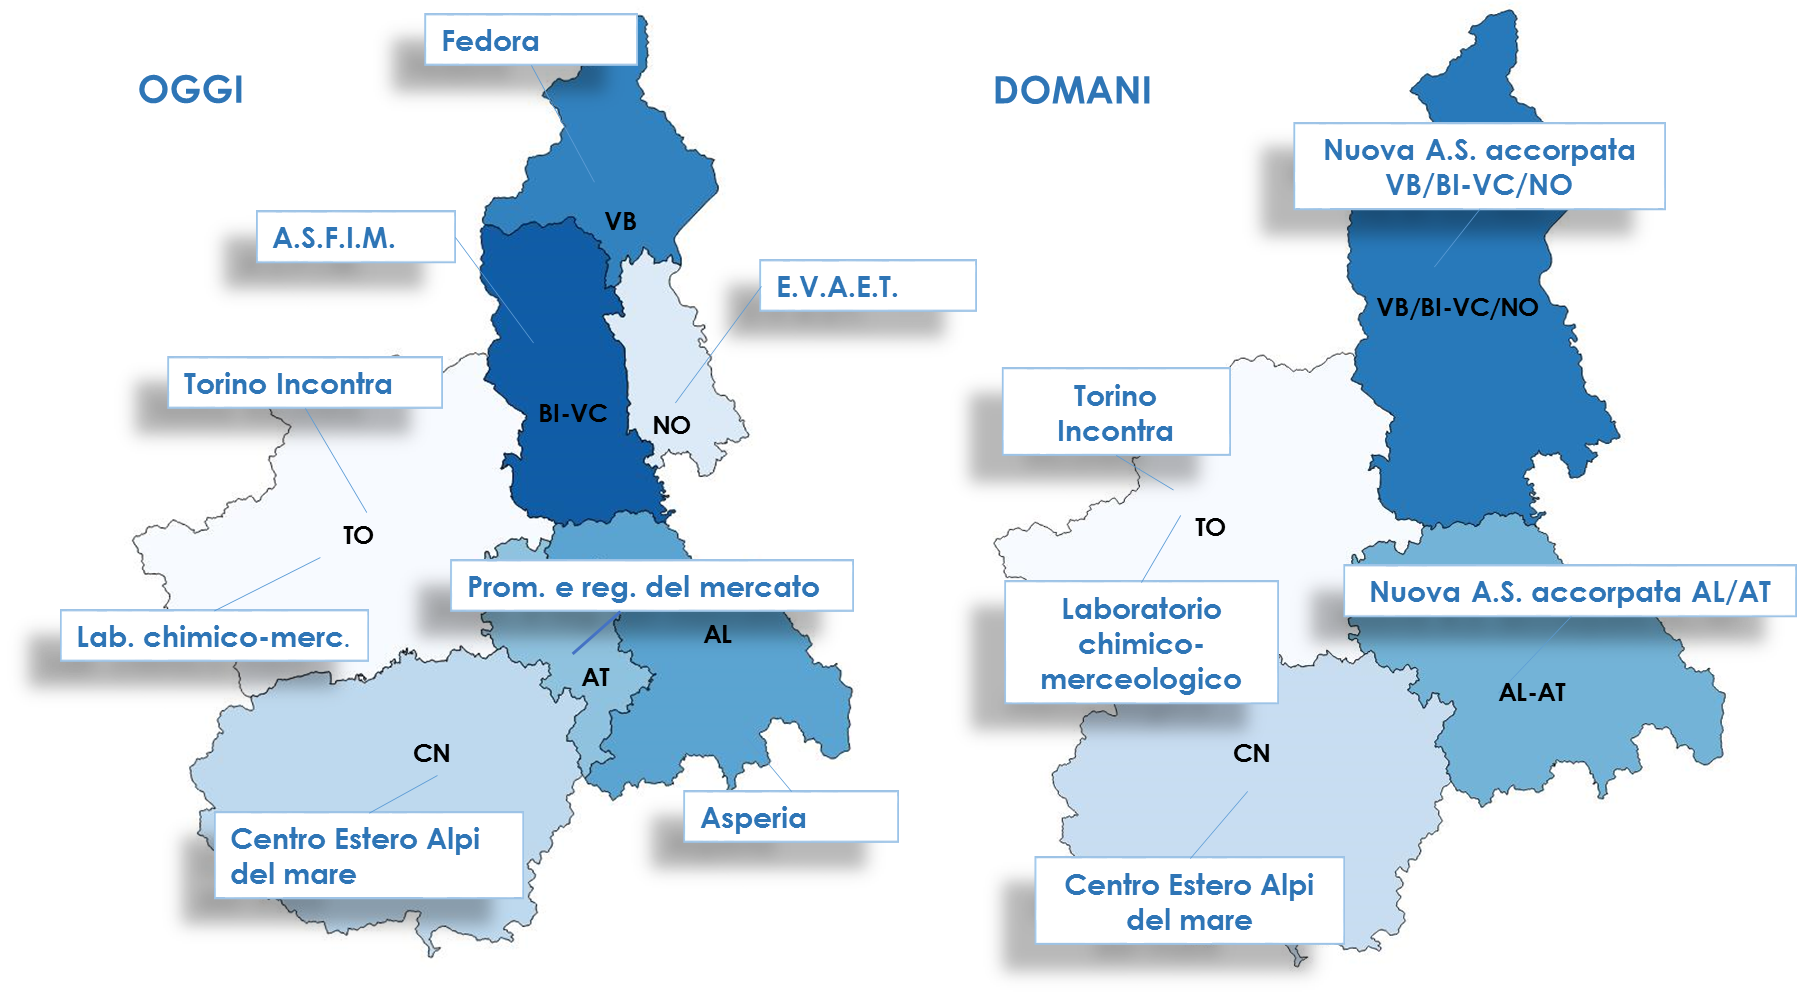 OGGI
Fedora
VB
A.S.F.I.M.
E.V.A.E.T.
Torino Incontra
BI-VC
NO
TO
Prom. e reg. del mercato
Lab. chimico-merc.
AL
AT
CN
Asperia
Centro Estero Alpi
del mare
DOMANI
Nuova A.S. accorpata
VB/BI-VC/NO
VB/BI-VC/NO
Torino
Incontra
TO
Nuova A.S. accorpata AL/AT
Laboratorio
chimico-
merceologico
AL-AT
CN
Centro Estero Alpi
del mare